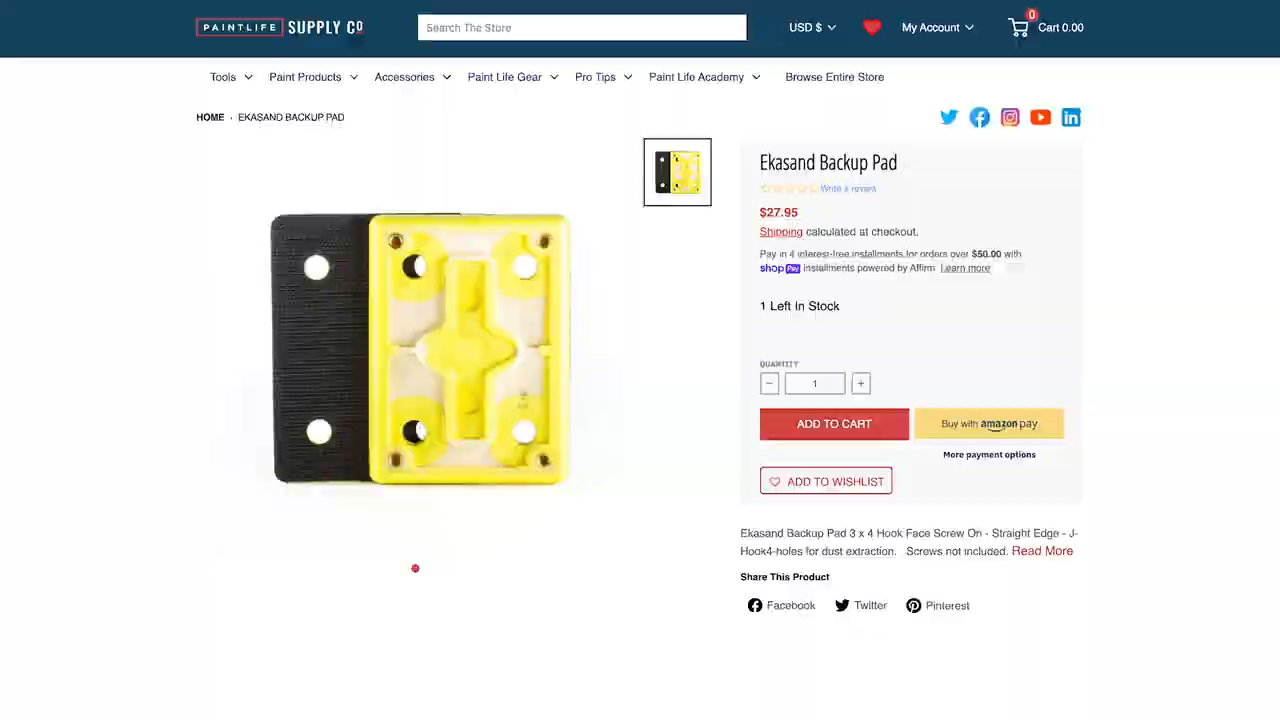 PAINTLIFE SUPPLY CO
Search The Store
USD $
My Account
0
Cart 0.00
Tools
Paint Products
Accessories
Paint Life Gear
Pro Tips
Paint Life Academy
Browse Entire Store
HOME · EKASAND BACKUP PAD
Ekasand Backup Pad
Write a review
$27.95
Shipping calculated at checkout.
Pay in 4 interest-free installments for orders over $50.00 with
shop Pay installments powered by Affirm Learn more
1 Left In Stock
QUANTITY
− 1 +
ADD TO CART
Buy with amazon pay
More payment options
ADD TO WISHLIST
Ekasand Backup Pad 3 x 4 Hook Face Screw On - Straight Edge - J-
Hook4-holes for dust extraction. Screws not included. Read More
Share This Product
Facebook
Twitter
Pinterest